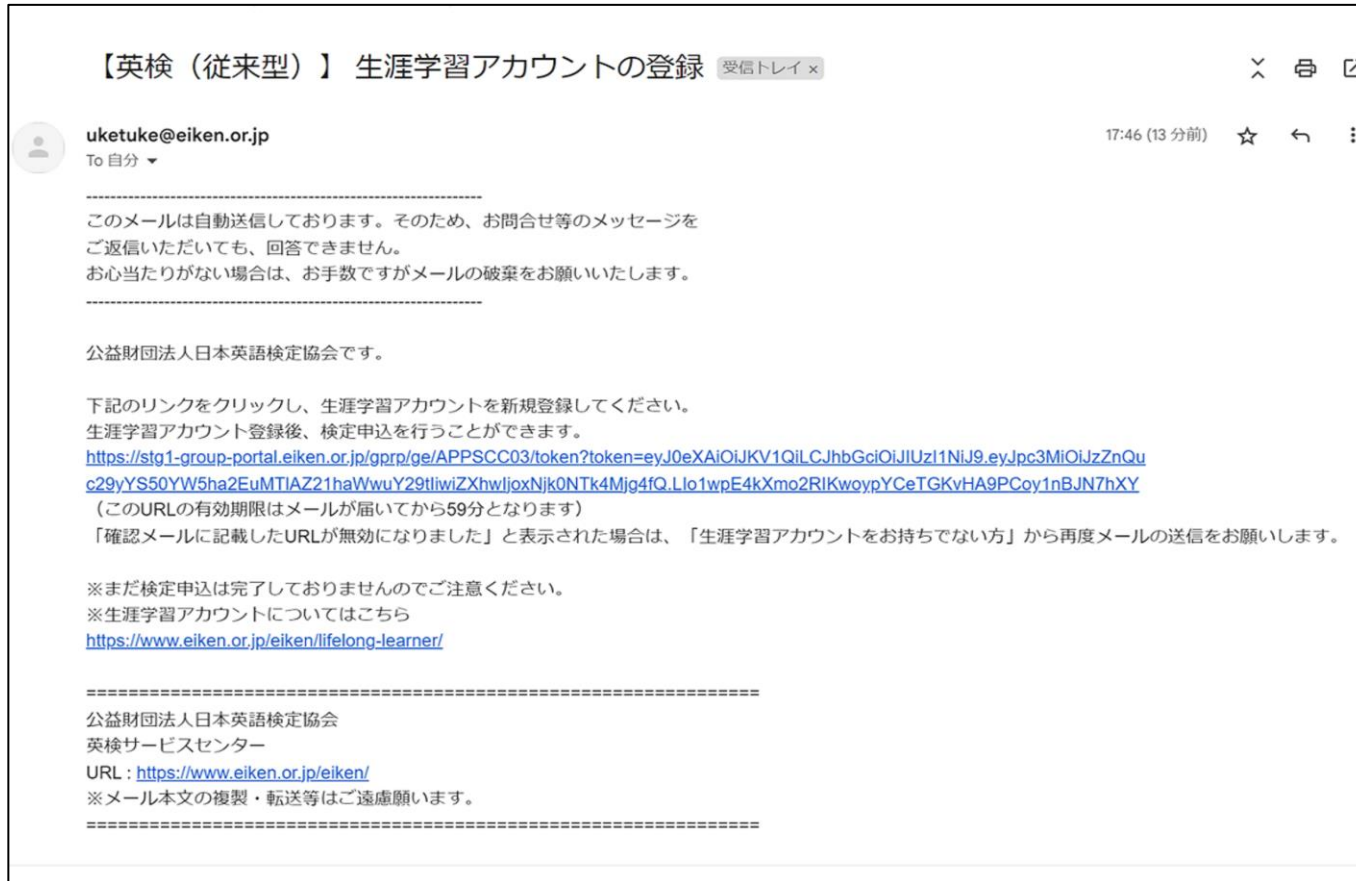 【英検（従来型）】 生涯学習アカウントの登録 受信トレイ ×
uketuke@eiken.or.jp
17:46 (13 分前)
To 自分
------------------------------------------------------------------
このメールは自動送信しております。そのため、お問合せ等のメッセージを
ご返信いただいても、回答できません。
お心当たりがない場合は、お手数ですがメールの破棄をお願いいたします。
------------------------------------------------------------------
公益財団法人日本英語検定協会です。
下記のリンクをクリックし、生涯学習アカウントを新規登録してください。
生涯学習アカウント登録後、検定申込を行うことができます。
https://stg1-group-portal.eiken.or.jp/gprp/ge/APPSCC03/token?token=eyJ0eXAiOiJKV1QiLCJhbGciOiJIUzI1NiJ9.eyJpc3MiOiJzZnQu
c29yYS50YW5ha2EuMTIAZ21haWwuY29tIiwiZXhwIjoxNjk0NTk4Mjg4fQ.LIo1wpE4kXmo2RIKwoypYCeTGKvHA9PCoy1nBJN7hXY
（このURLの有効期限はメールが届いてから59分となります）
「確認メールに記載したURLが無効になりました」と表示された場合は、「生涯学習アカウントをお持ちでない方」から再度メールの送信をお願いします。
※まだ検定申込は完了しておりませんのでご注意ください。
※生涯学習アカウントについてはこちら
https://www.eiken.or.jp/eiken/lifelong-learner/
=================================================================
公益財団法人日本英語検定協会
英検サービスセンター
URL : https://www.eiken.or.jp/eiken/
※メール本文の複製・転送等はご遠慮願います。
=================================================================